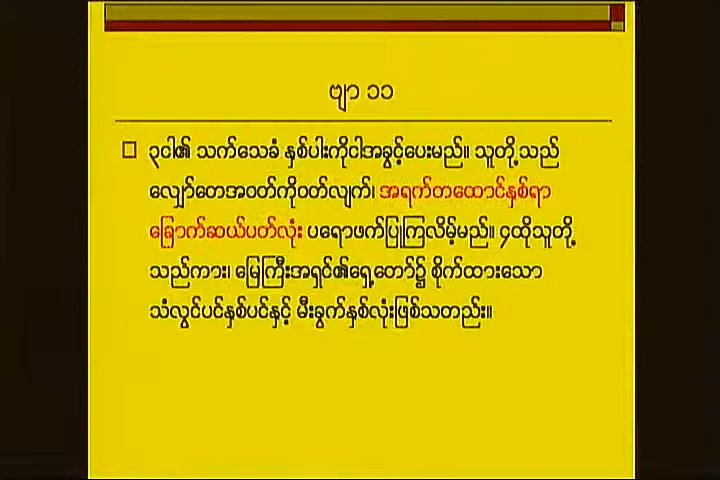 ဗျာ ၁၁
၃ငါ၏ သက်သေခံ နှစ်ပါးကိုငါအခွင့်ပေးမည်။ သူတို့သည်
လျှော်တေအဝတ်ကိုဝတ်လျက်၊ အရက်တထောင်နှစ်ရာ
ခြောက်ဆယ်ပတ်လုံး ပရောဖက်ပြုကြလိမ့်မည်။ ၄ထိုသူတို့
သည်ကား၊ မြေကြီးအရှင်၏ရှေ့တော်၌ စိုက်ထားသော
သံလွင်ပင်နှစ်ပင်နှင့် မီးခွက်နှစ်လုံးဖြစ်သတည်း။